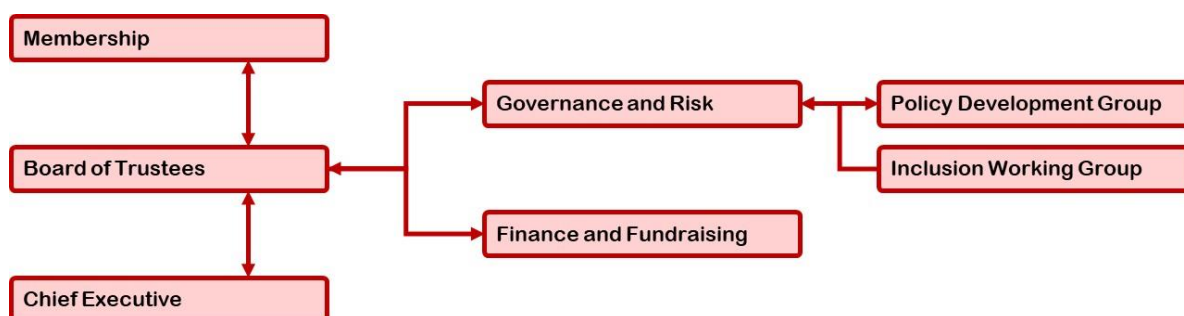 Membership
Governance and Risk
Policy Development Group
Board of Trustees
Inclusion Working Group
Finance and Fundraising
Chief Executive